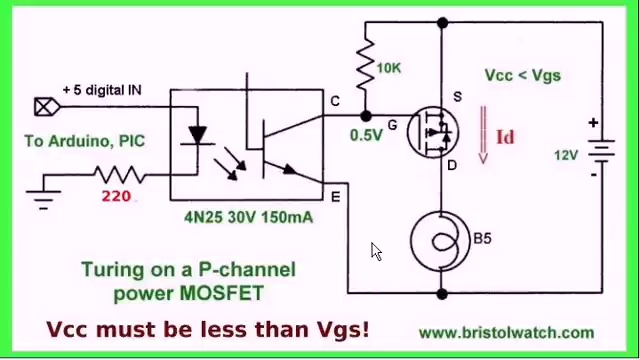 + 5 digital IN
To Arduino, PIC
220
4N25 30V 150mA
C
E
10K
0.5V
G
S
D
Vcc < Vgs
Id
+
12V
-
B5
Turing on a P-channel
power MOSFET
Vcc must be less than Vgs!
www.bristolwatch.com